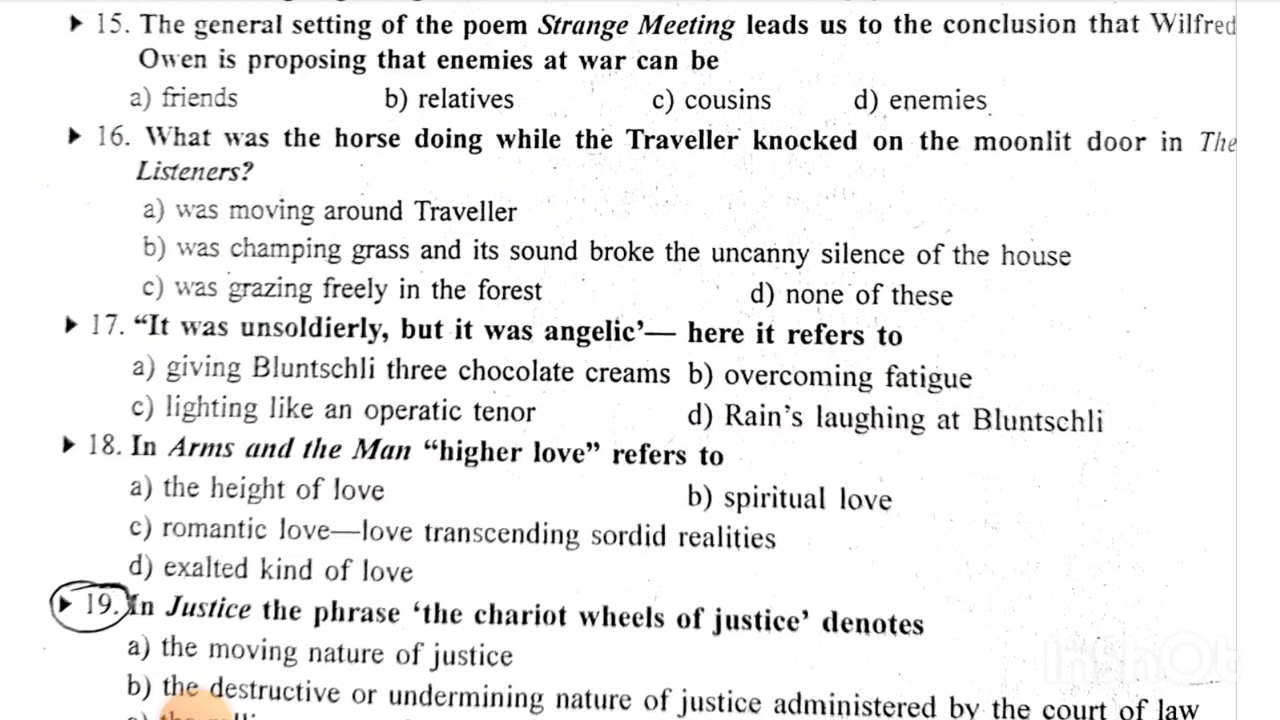 ▶ 15. The general setting of the poem Strange Meeting leads us to the conclusion that Wilfred
Owen is proposing that enemies at war can be
a) friends b) relatives c) cousins d) enemies
▶ 16. What was the horse doing while the Traveller knocked on the moonlit door in The
Listeners?
a) was moving around Traveller
b) was champing grass and its sound broke the uncanny silence of the house
c) was grazing freely in the forest d) none of these
▶ 17. “It was unsoldierly, but it was angelic’— here it refers to
a) giving Bluntschli three chocolate creams b) overcoming fatigue
c) lighting like an operatic tenor d) Rain’s laughing at Bluntschli
▶ 18. In Arms and the Man “higher love” refers to
a) the height of love b) spiritual love
c) romantic love—love transcending sordid realities
d) exalted kind of love
▶ 19. In Justice the phrase ‘the chariot wheels of justice’ denotes
a) the moving nature of justice
InShOt
b) the destructive or undermining nature of justice administered by the court of law